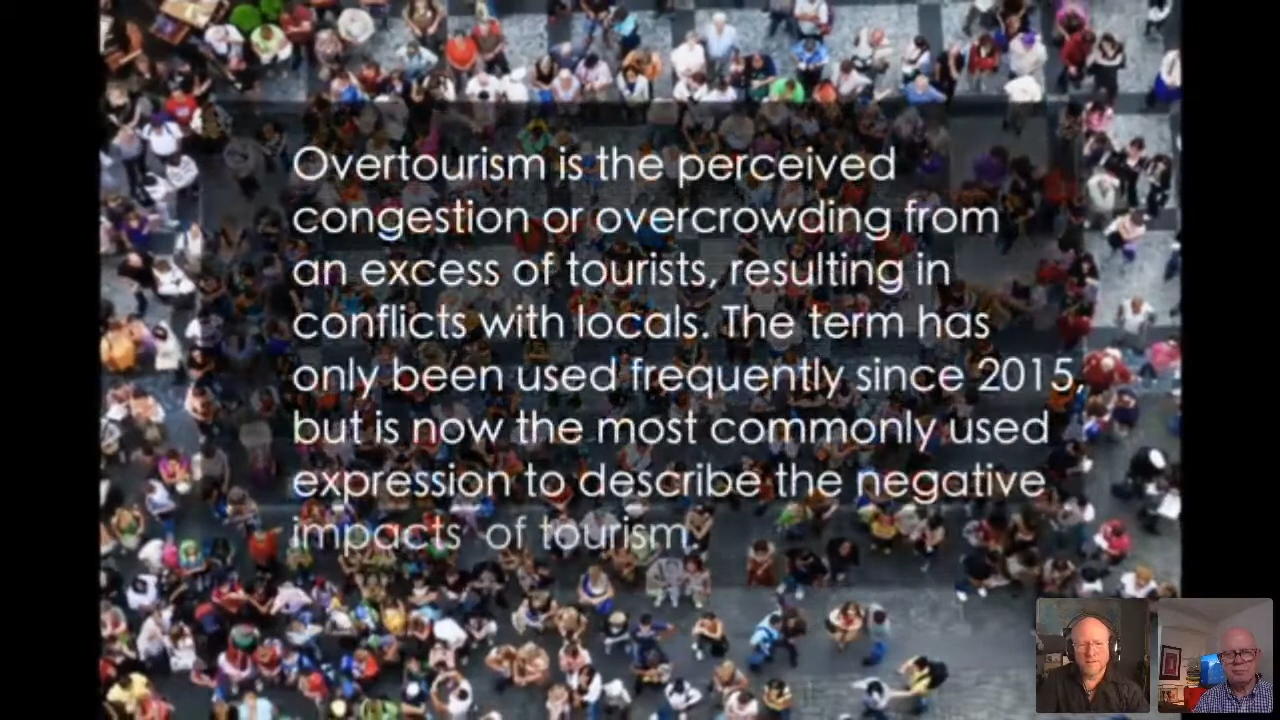 Overtourism is the perceived
congestion or overcrowding from
an excess of tourists, resulting in
conflicts with locals. The term has
only been used frequently since 2015,
but is now the most commonly used
expression to describe the negative
impacts of tourism.